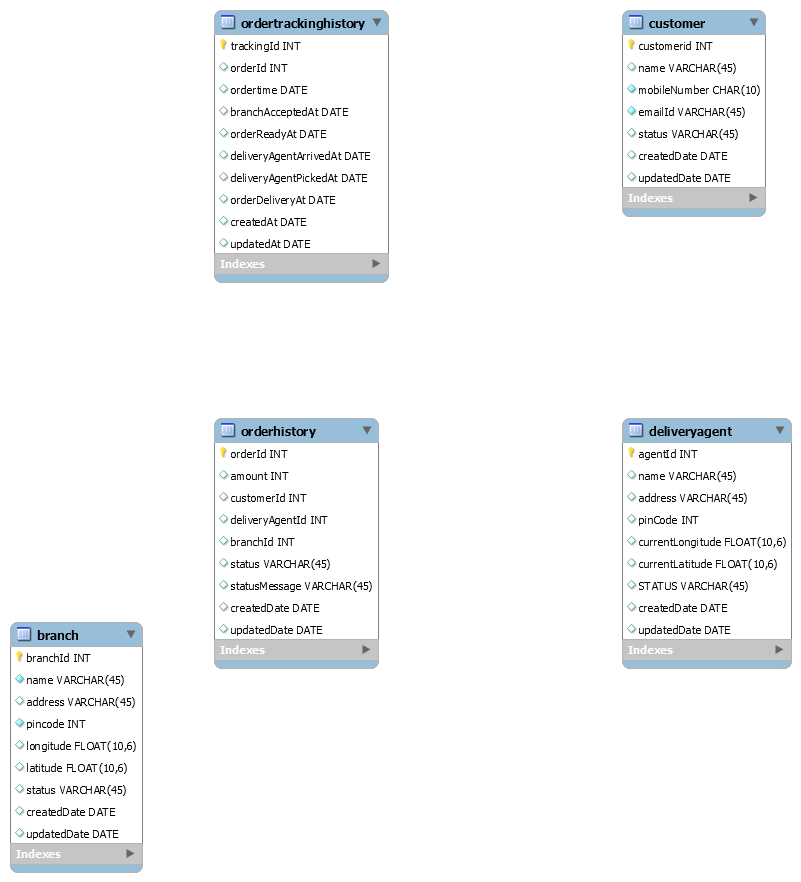 ordertrackinghistory
trackingId INT
orderId INT
ordertime DATE
branchAcceptedAt DATE
orderReadyAt DATE
deliveryAgentArrivedAt DATE
deliveryAgentPickedAt DATE
orderDeliveryAt DATE
createdAt DATE
updatedAt DATE
Indexes
customer
customerid INT
name VARCHAR(45)
mobileNumber CHAR(10)
emailId VARCHAR(45)
status VARCHAR(45)
createdDate DATE
updatedDate DATE
Indexes
orderhistory
orderId INT
amount INT
customerId INT
deliveryAgentId INT
branchId INT
status VARCHAR(45)
statusMessage VARCHAR(45)
createdDate DATE
updatedDate DATE
Indexes
deliveryagent
agentId INT
name VARCHAR(45)
address VARCHAR(45)
pinCode INT
currentLongitude FLOAT(10,6)
currentLatitude FLOAT(10,6)
STATUS VARCHAR(45)
createdDate DATE
updatedDate DATE
Indexes
branch
branchId INT
name VARCHAR(45)
address VARCHAR(45)
pincode INT
longitude FLOAT(10,6)
latitude FLOAT(10,6)
status VARCHAR(45)
createdDate DATE
updatedDate DATE
Indexes